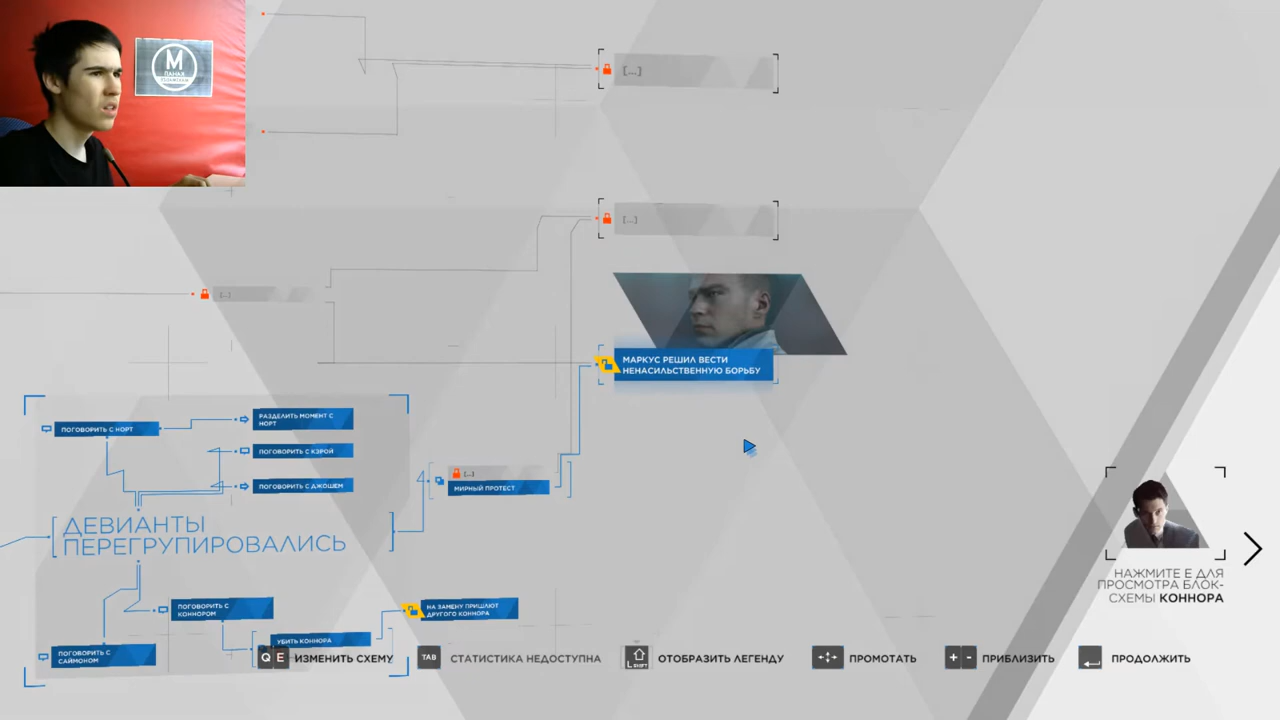 М
ПАНАЯ
[...]
[...]
[...]
МАРКУС РЕШИЛ ВЕСТИ
НЕНАСИЛЬСТВЕННУЮ БОРЬБУ
ПОГОВОРИТЬ С НОРТ
РАЗДЕЛИТЬ МОМЕНТ С
НОРТ
ПОГОВОРИТЬ С КЭРОЙ
ПОГОВОРИТЬ С ДЖОШЕМ
[...]
МИРНЫЙ ПРОТЕСТ
ДЕВИАНТЫ
ПЕРЕГРУПИРОВАЛИСЬ
ПОГОВОРИТЬ С
КОННОРОМ
НА ЗАМЕНУ ПРИШЛЮТ
ДРУГОГО КОННОРА
УБИТЬ КОННОРА
ПОГОВОРИТЬ С
САЙМОНОМ
НАЖМИТЕ E ДЛЯ
ПРОСМОТРА БЛОК-
СХЕМЫ КОННОРА
Q E ИЗМЕНИТЬ СХЕМУ
TAB СТАТИСТИКА НЕДОСТУПНА
SHIFT ОТОБРАЗИТЬ ЛЕГЕНДУ
ПРОМОТАТЬ
+ - ПРИБЛИЗИТЬ
ПРОДОЛЖИТЬ